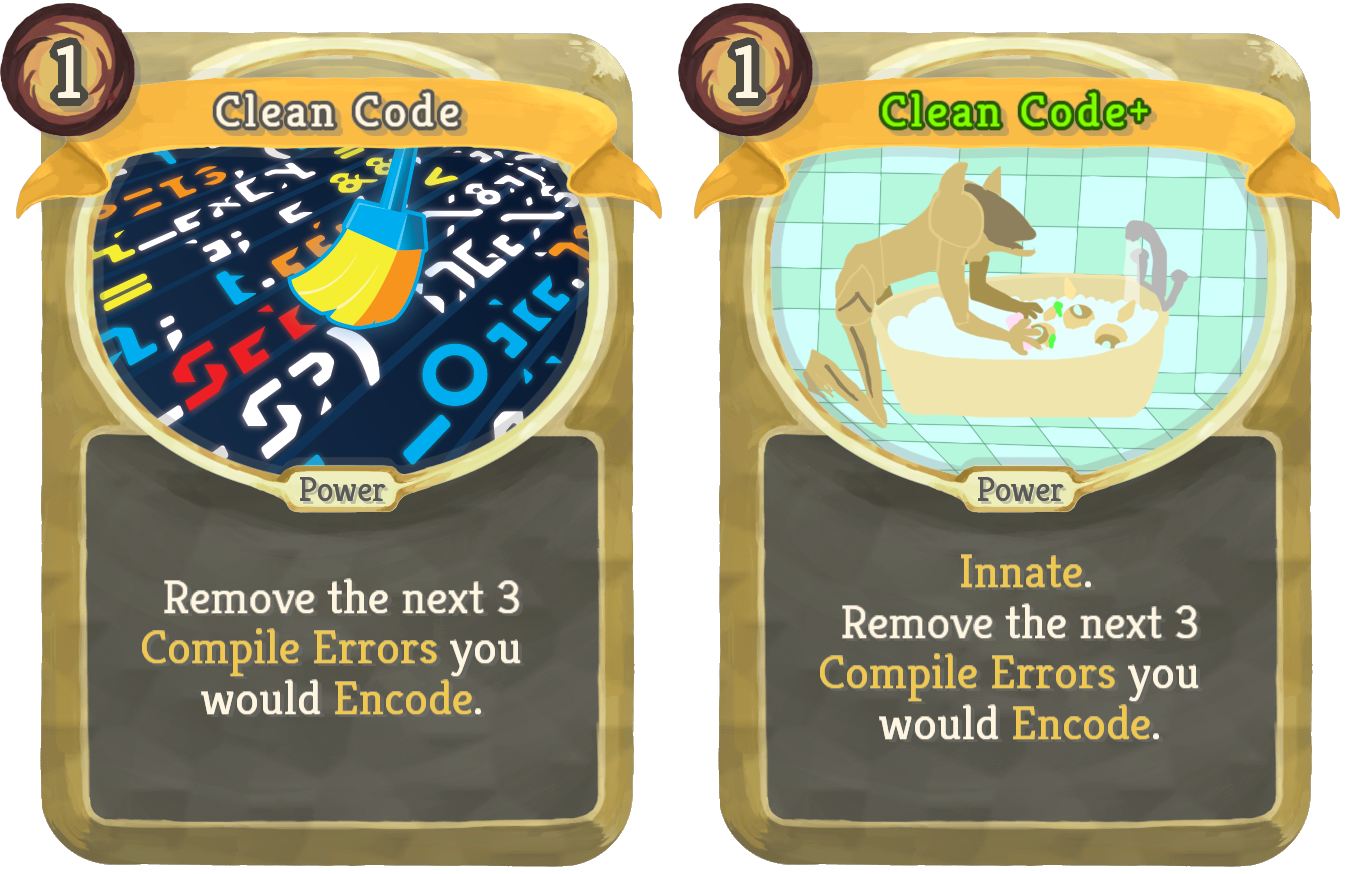 1
Clean Code
Power
Remove the next 3
Compile Errors you
would Encode.
1
Clean Code+
Power
Innate.
Remove the next 3
Compile Errors you
would Encode.